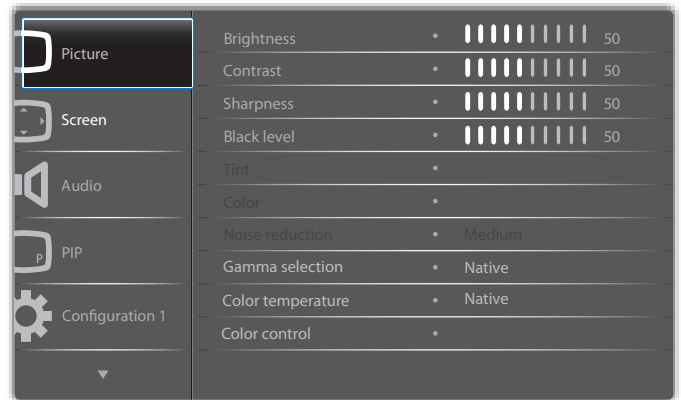 Picture
Screen
Audio
P
PIP
Configuration 1
Brightness • 50
Contrast • 50
Sharpness • 50
Black level • 50
Tint •
Color •
Noise reduction • Medium
Gamma selection • Native
Color temperature • Native
Color control •